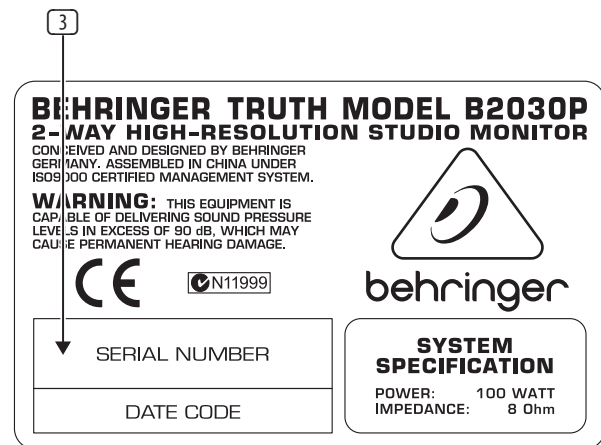 3
BEHRINGER TRUTH MODEL B2030P
2-WAY HIGH-RESOLUTION STUDIO MONITOR
CONCEIVED AND DESIGNED BY BEHRINGER
GERMANY. ASSEMBLED IN CHINA UNDER
ISO9000 CERTIFIED MANAGEMENT SYSTEM.
WARNING: THIS EQUIPMENT IS
CAPABLE OF DELIVERING SOUND PRESSURE
LEVELS IN EXCESS OF 90 dB, WHICH MAY
CAUSE PERMANENT HEARING DAMAGE.
CE
N11999
behringer
SERIAL NUMBER
DATE CODE
SYSTEM
SPECIFICATION
POWER: 100 WATT
IMPEDANCE: 8 Ohm